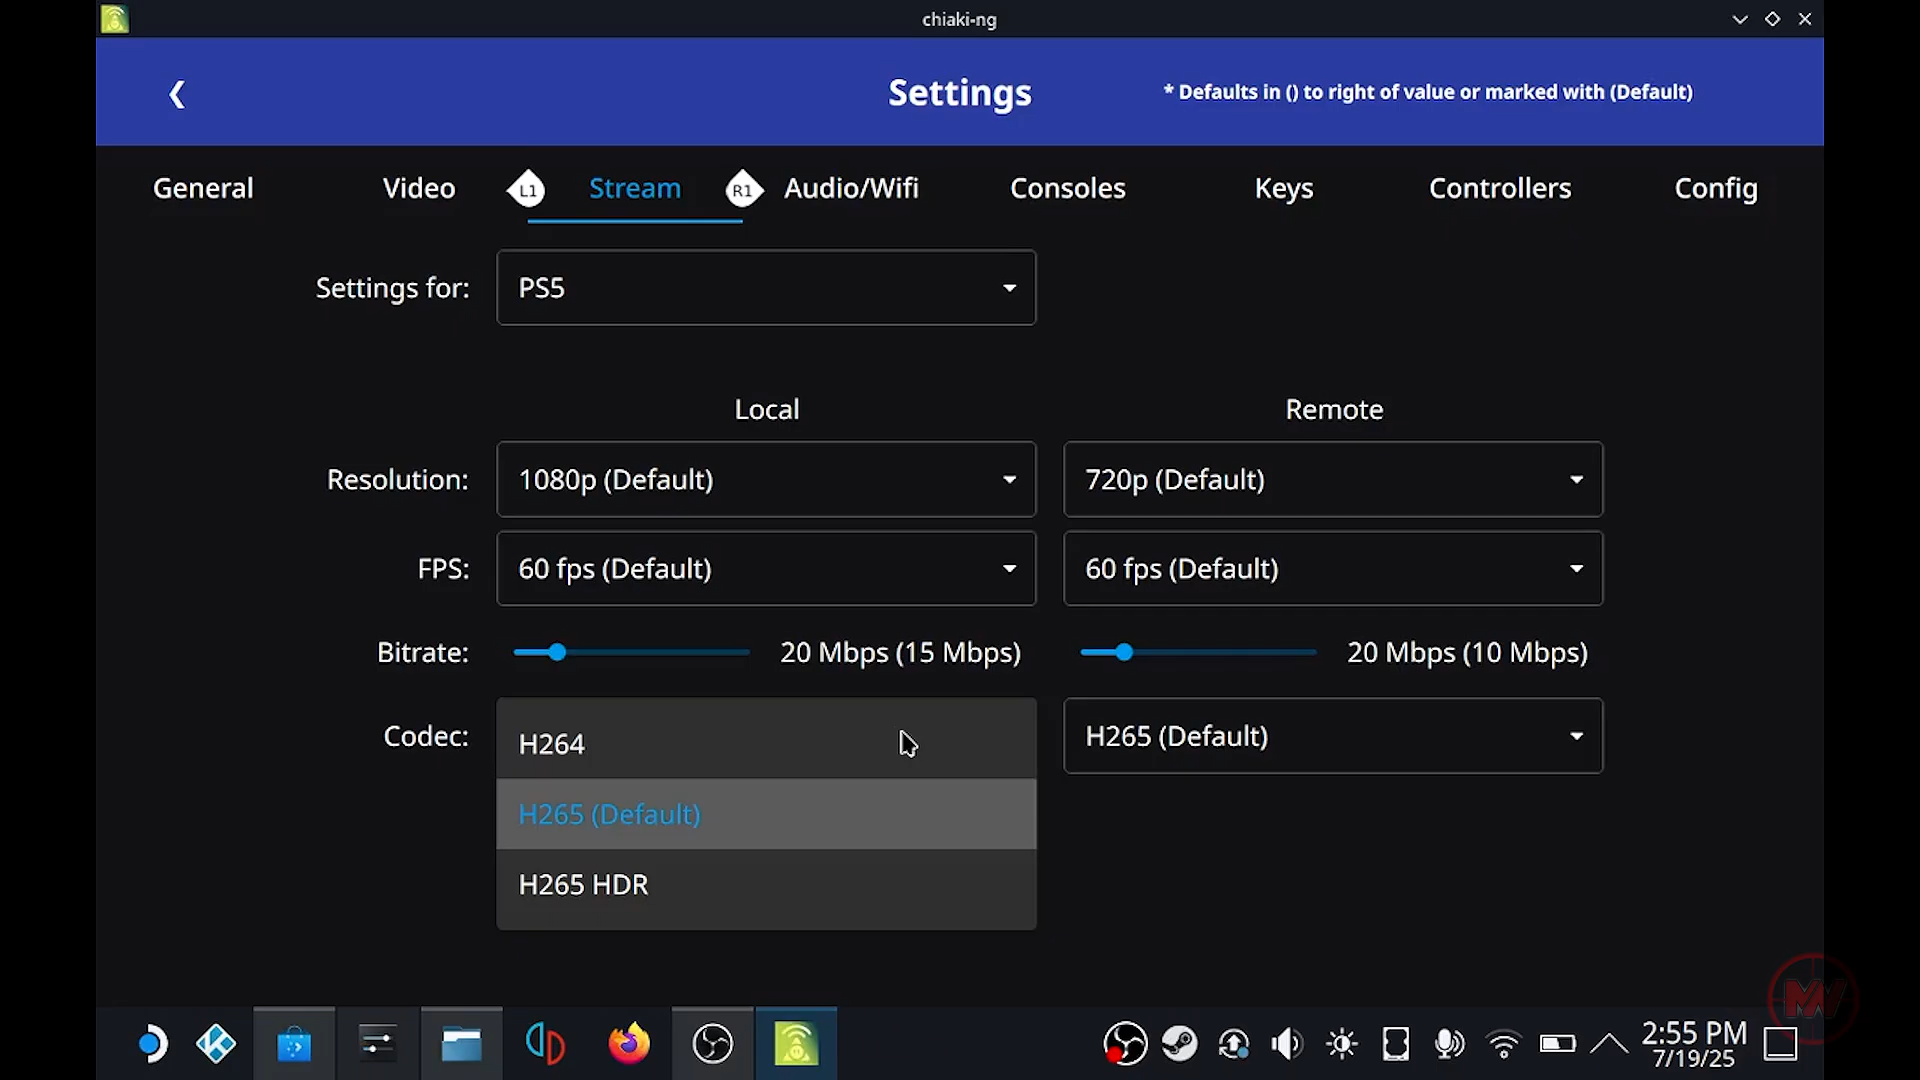 chiaki-ng
Settings
* Defaults in () to right of value or marked with (Default)
General Video L1 Stream R1 Audio/Wifi Consoles Keys Controllers Config
Settings for: PS5
Local Remote
Resolution: 1080p (Default) 720p (Default)
FPS: 60 fps (Default) 60 fps (Default)
Bitrate: 20 Mbps (15 Mbps) 20 Mbps (10 Mbps)
Codec: H264 H265 (Default)
H265 (Default)
H265 HDR
MW
2:55 PM
7/19/25